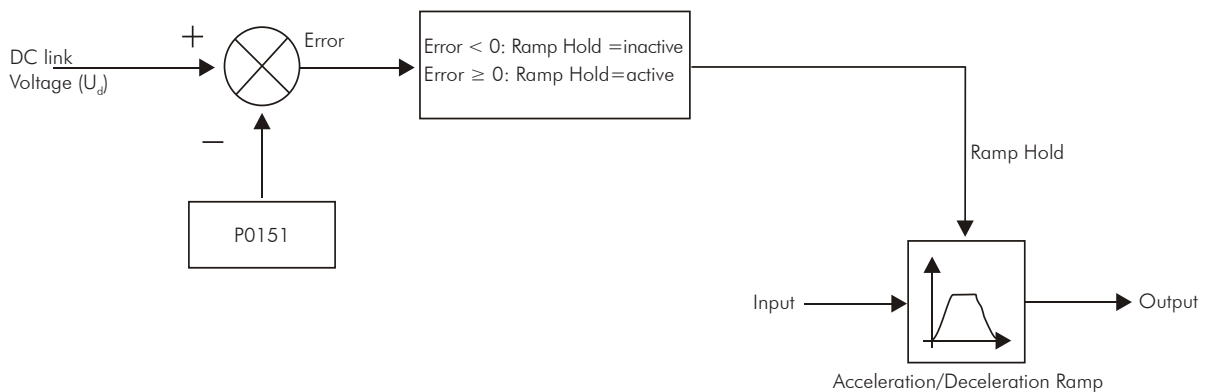 +
Error
DC link
Voltage (U_d)
Error < 0: Ramp Hold =inactive
Error ≥ 0: Ramp Hold=active
—
P0151
Ramp Hold
Input
Output
Acceleration/Deceleration Ramp